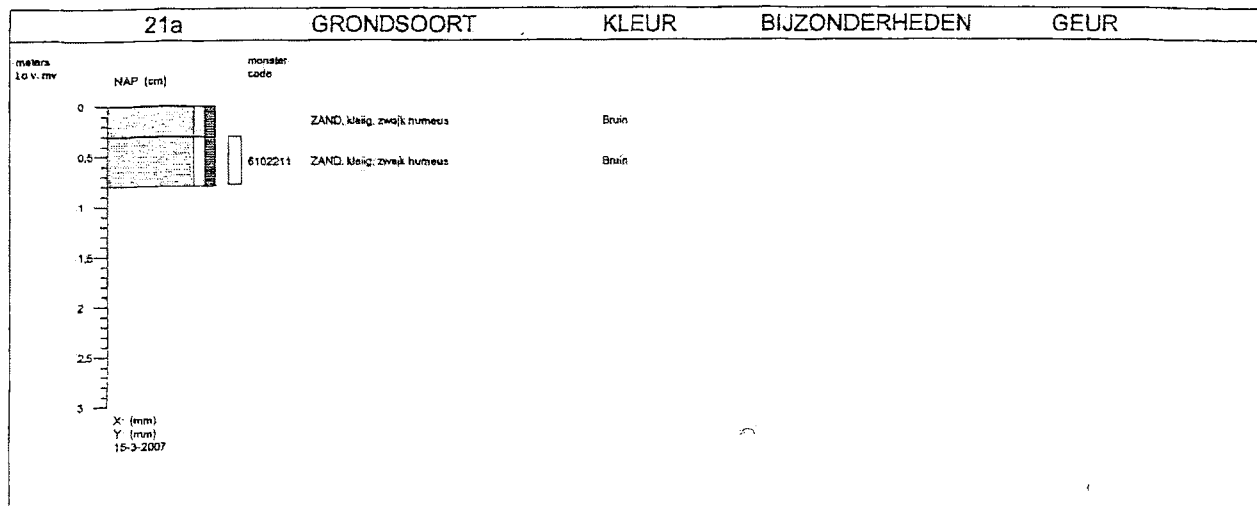 21a GRONDSOORT KLEUR BIJZONDERHEDEN GEUR
meters
t.o.v. mv
NAP (cm)
monster
code
0
ZAND, kleiig, zwak humeus Bruin
0,5
6102211 ZAND, kleiig, zwak humeus Bruin
1
1,5
2
2,5
3
X: (mm)
Y: (mm)
15-3-2007